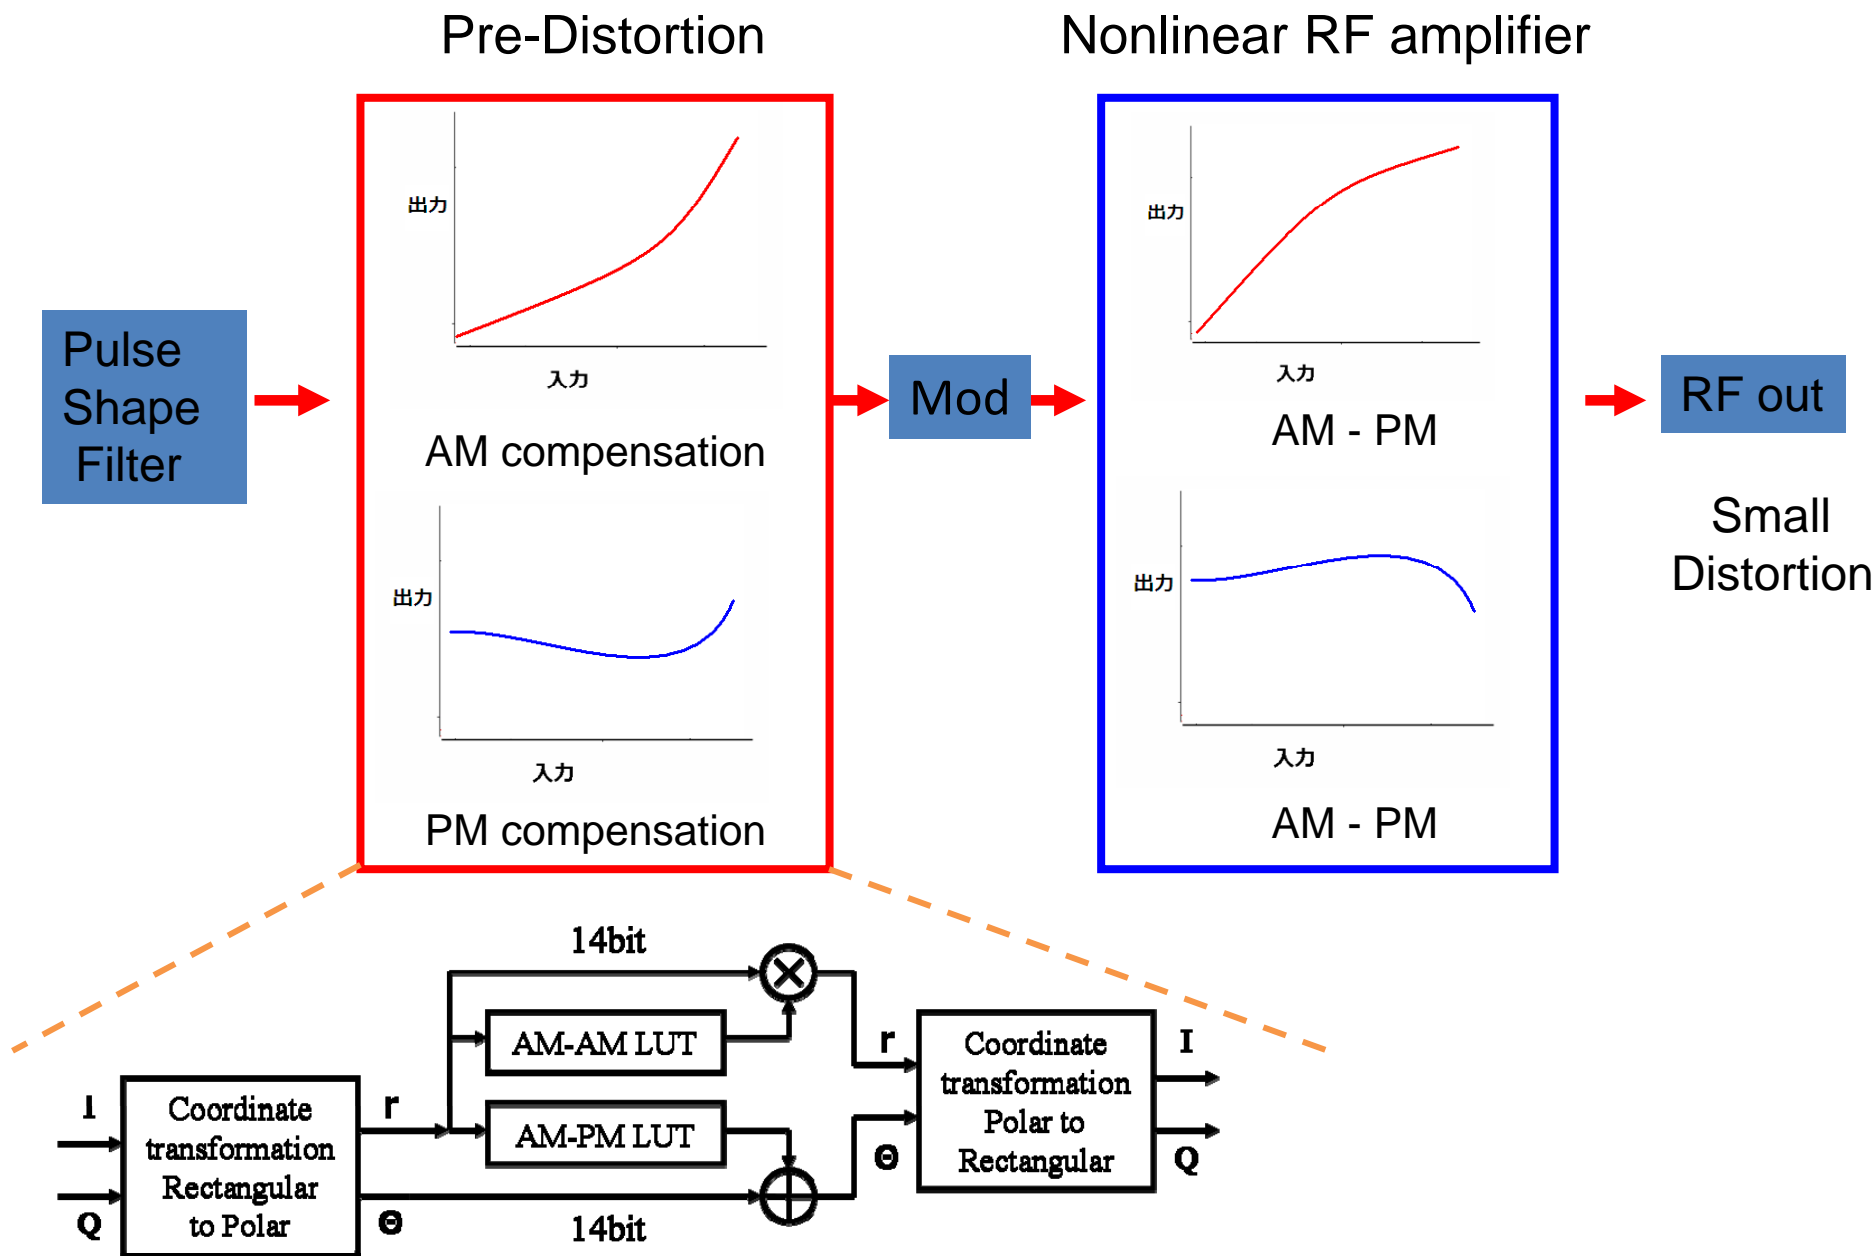 Pre-Distortion
Nonlinear RF amplifier
出力
入力
AM compensation
出力
入力
PM compensation
Pulse
Shape
Filter
Mod
出力
入力
AM - PM
出力
入力
AM - PM
RF out
Small
Distortion
14bit
AM-AM LUT
AM-PM LUT
14bit
I
Q
Coordinate
transformation
Rectangular
to Polar
r
Θ
r
Θ
Coordinate
transformation
Polar to
Rectangular
I
Q